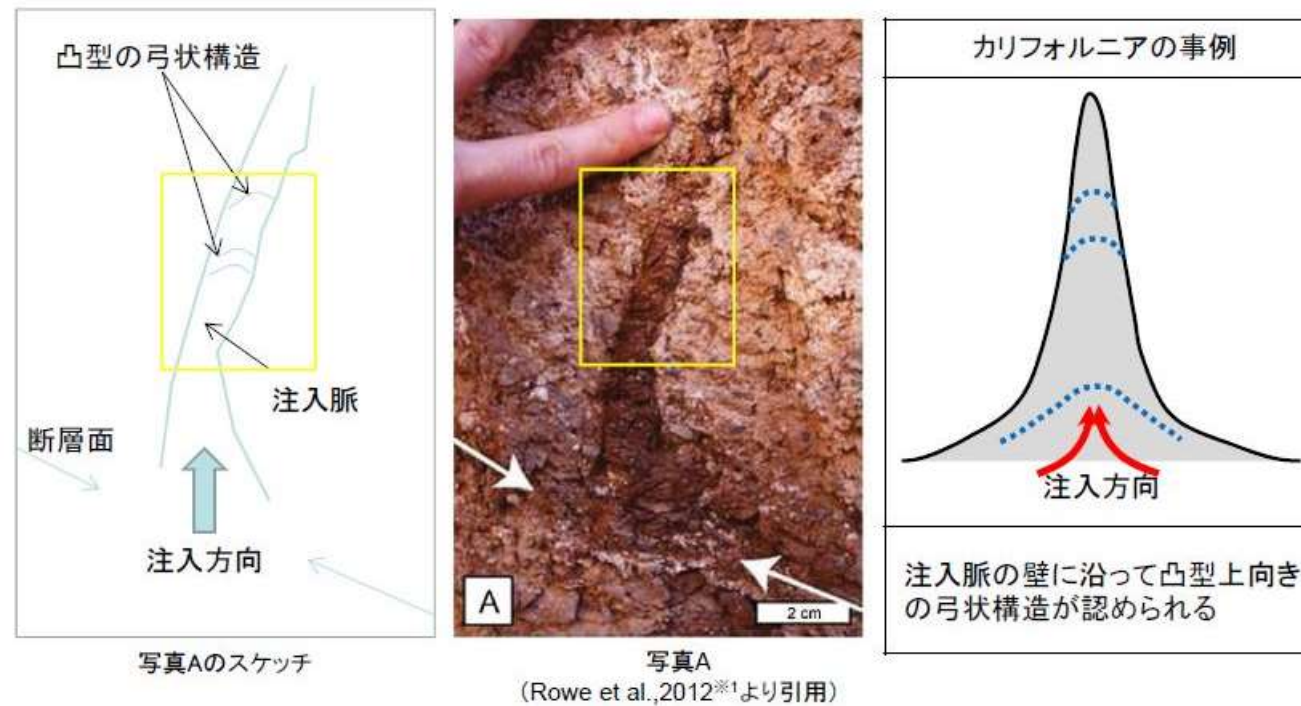 凸型の弓状構造
注入脈
断層面
注入方向
写真Aのスケッチ
A
2 cm
写真A
(Rowe et al.,2012※1より引用)
カリフォルニアの事例
注入方向
注入脈の壁に沿って凸型上向き
の弓状構造が認められる